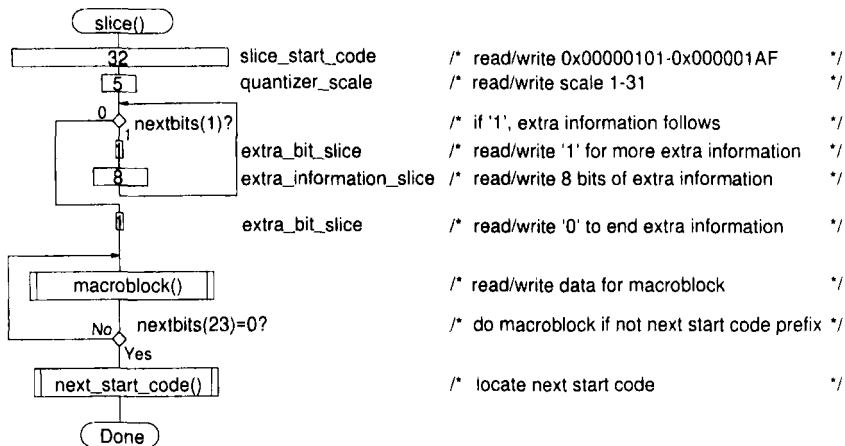 slice()
32 slice_start_code /* read/write 0x00000101-0x000001AF */
5 quantizer_scale /* read/write scale 1-31 */
0 nextbits(1)? /* if '1', extra information follows */
1
1 extra_bit_slice /* read/write '1' for more extra information */
8 extra_information_slice /* read/write 8 bits of extra information */
1 extra_bit_slice /* read/write '0' to end extra information */
macroblock() /* read/write data for macroblock */
No nextbits(23)=0? /* do macroblock if not next start code prefix */
Yes
next_start_code() /* locate next start code */
Done